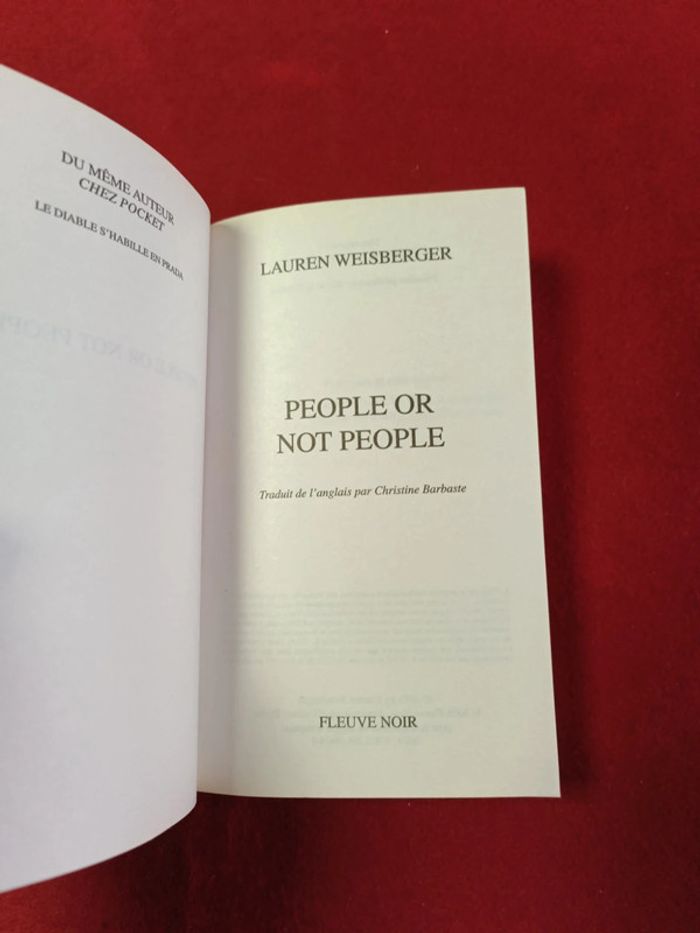 DU MÊME AUTEUR
CHEZ POCKET
LE DIABLE S'HABILLE EN PRADA
LAUREN WEISBERGER
PEOPLE OR
NOT PEOPLE
Traduit de l'anglais par Christine Barbaste
FLEUVE NOIR